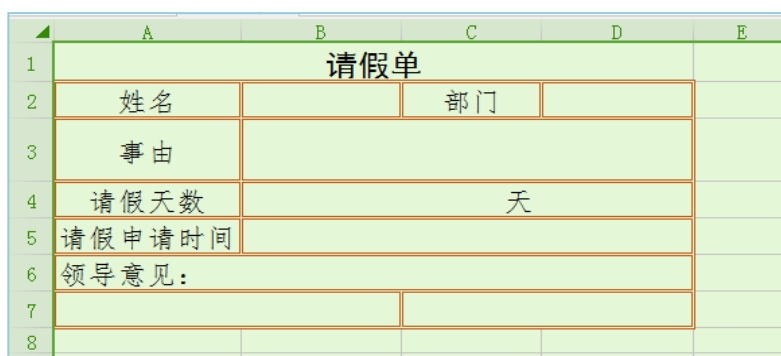 A B C D E
1 请假单
2 姓名 部门
3 事由
4 请假天数 天
5 请假申请时间
6 领导意见：
7
8